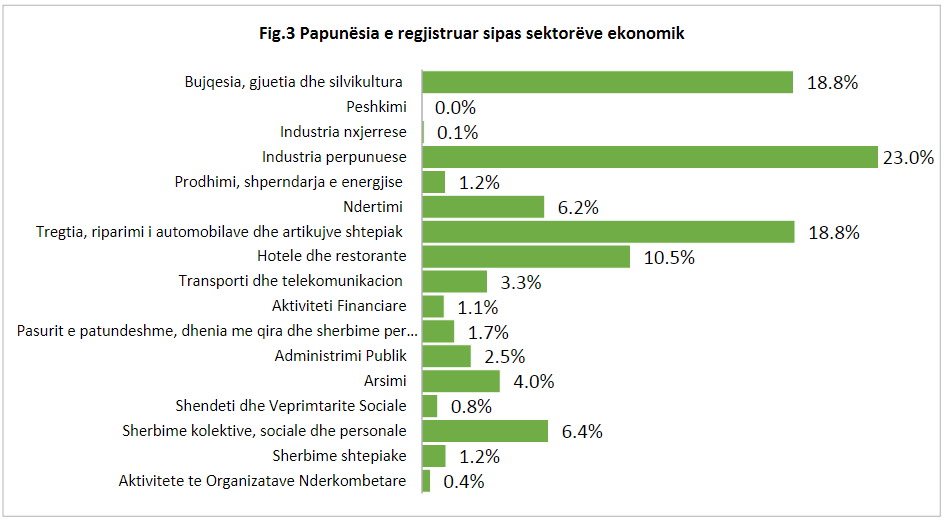 Fig.3 Papunësia e regjistruar sipas sektorëve ekonomik
Bujqesia, gjuetia dhe silvikultura 18.8%
Peshkimi 0.0%
Industria nxjerrese 0.1%
Industria perpunuese 23.0%
Prodhimi, shperndarja e energjise 1.2%
Ndertimi 6.2%
Tregtia, riparimi i automobilave dhe artikujve shtepiak 18.8%
Hotele dhe restorante 10.5%
Transporti dhe telekomunikacion 3.3%
Aktiviteti Financiare 1.1%
Pasurit e patundeshme, dhenia me qira dhe sherbime per... 1.7%
Administrimi Publik 2.5%
Arsimi 4.0%
Shendeti dhe Veprimtarite Sociale 0.8%
Sherbime kolektive, sociale dhe personale 6.4%
Sherbime shtepiake 1.2%
Aktivitete te Organizatave Nderkombetare 0.4%